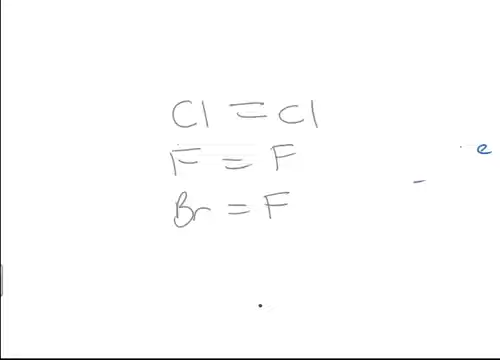 Cl = Cl
F = F
e
Br = F